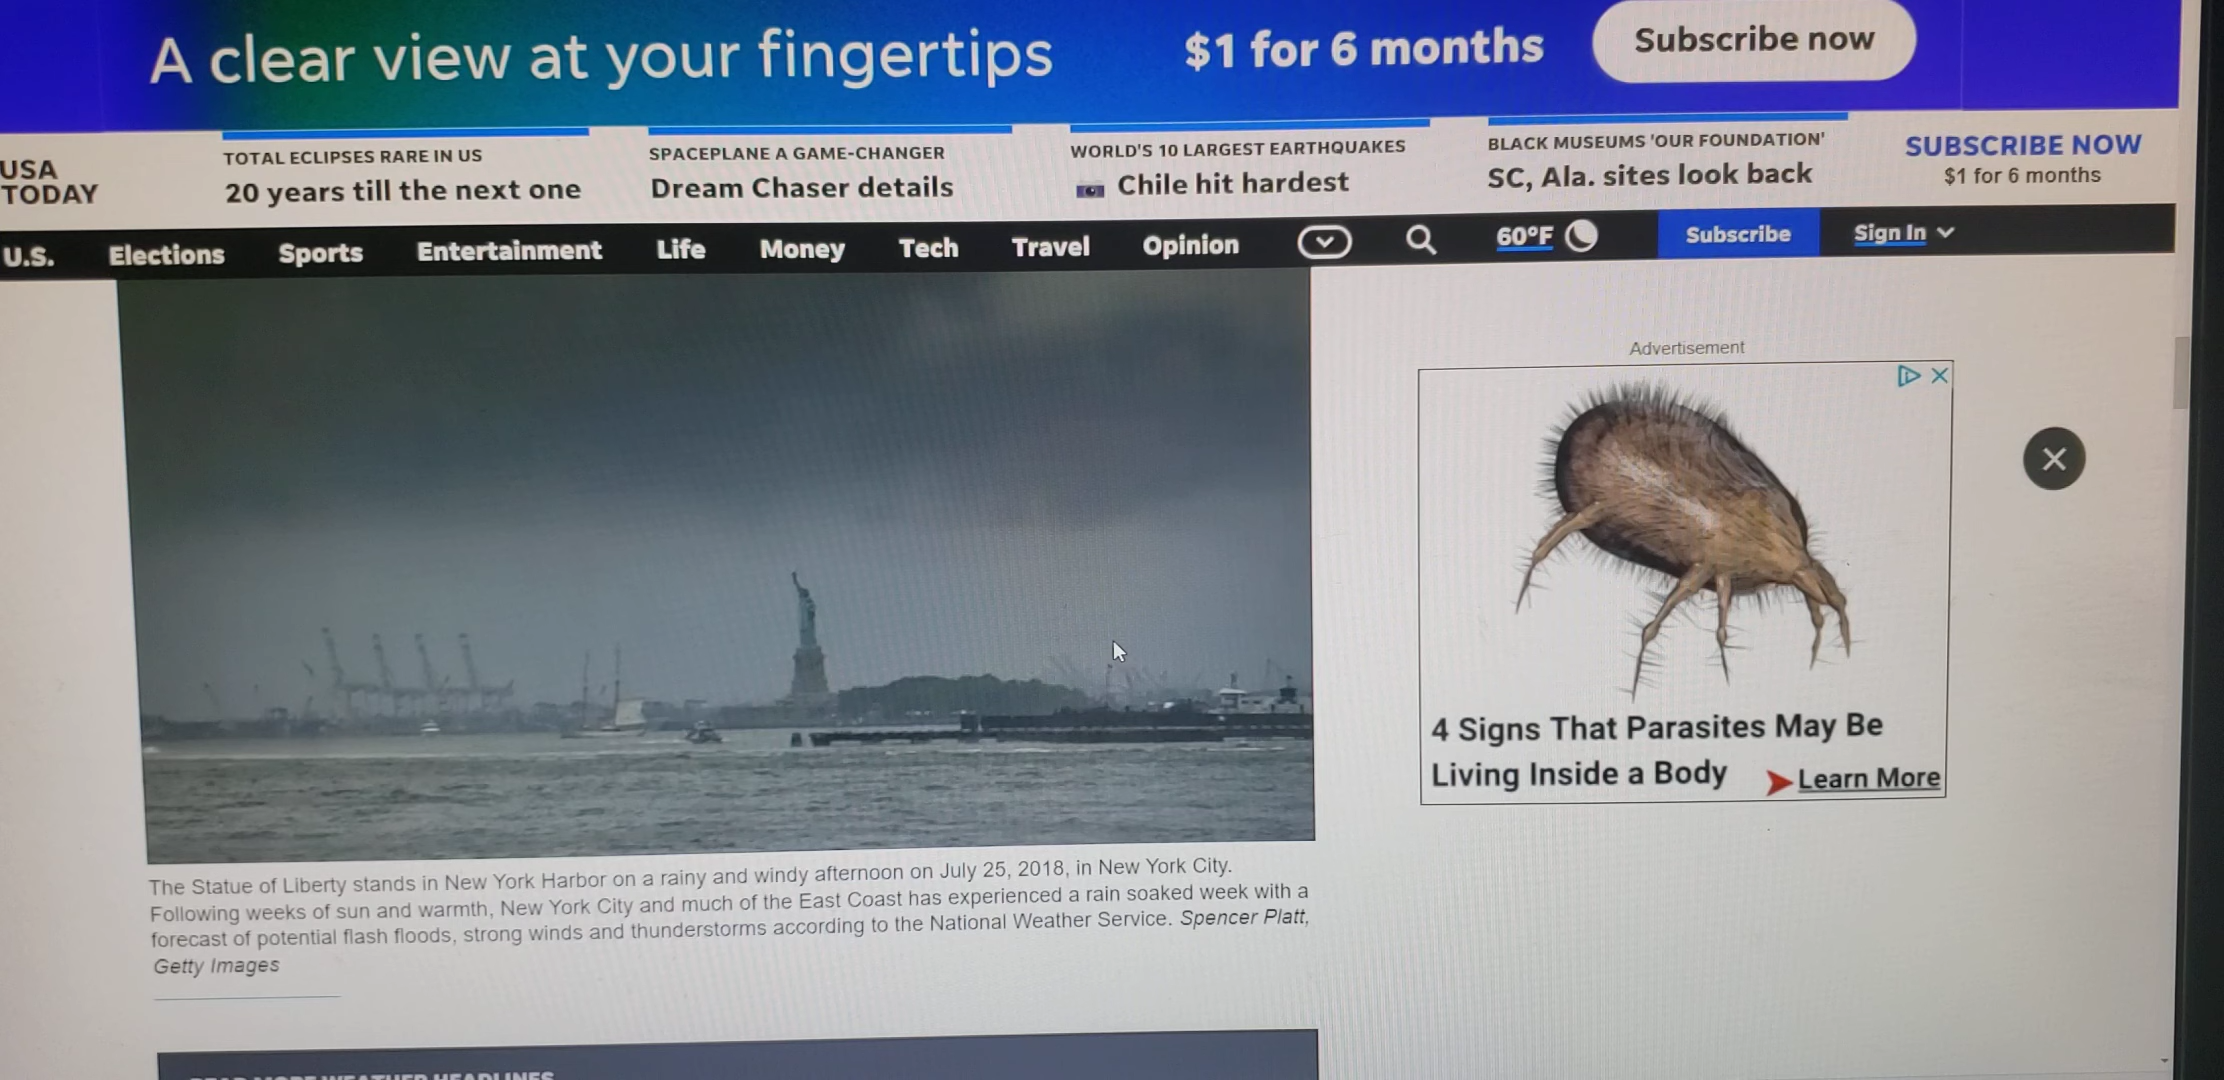 A clear view at your fingertips
$1 for 6 months
Subscribe now
USA
TODAY
TOTAL ECLIPSES RARE IN US
20 years till the next one
SPACEPLANE A GAME-CHANGER
Dream Chaser details
WORLD'S 10 LARGEST EARTHQUAKES
Chile hit hardest
BLACK MUSEUMS 'OUR FOUNDATION'
SC, Ala. sites look back
SUBSCRIBE NOW
$1 for 6 months
U.S. Elections Sports Entertainment Life Money Tech Travel Opinion 60°F Subscribe Sign In
Advertisement
4 Signs That Parasites May Be
Living Inside a Body
Learn More
The Statue of Liberty stands in New York Harbor on a rainy and windy afternoon on July 25, 2018, in New York City.
Following weeks of sun and warmth, New York City and much of the East Coast has experienced a rain soaked week with a
forecast of potential flash floods, strong winds and thunderstorms according to the National Weather Service. Spencer Platt,
Getty Images
READ MORE WEATHER HEADLINES